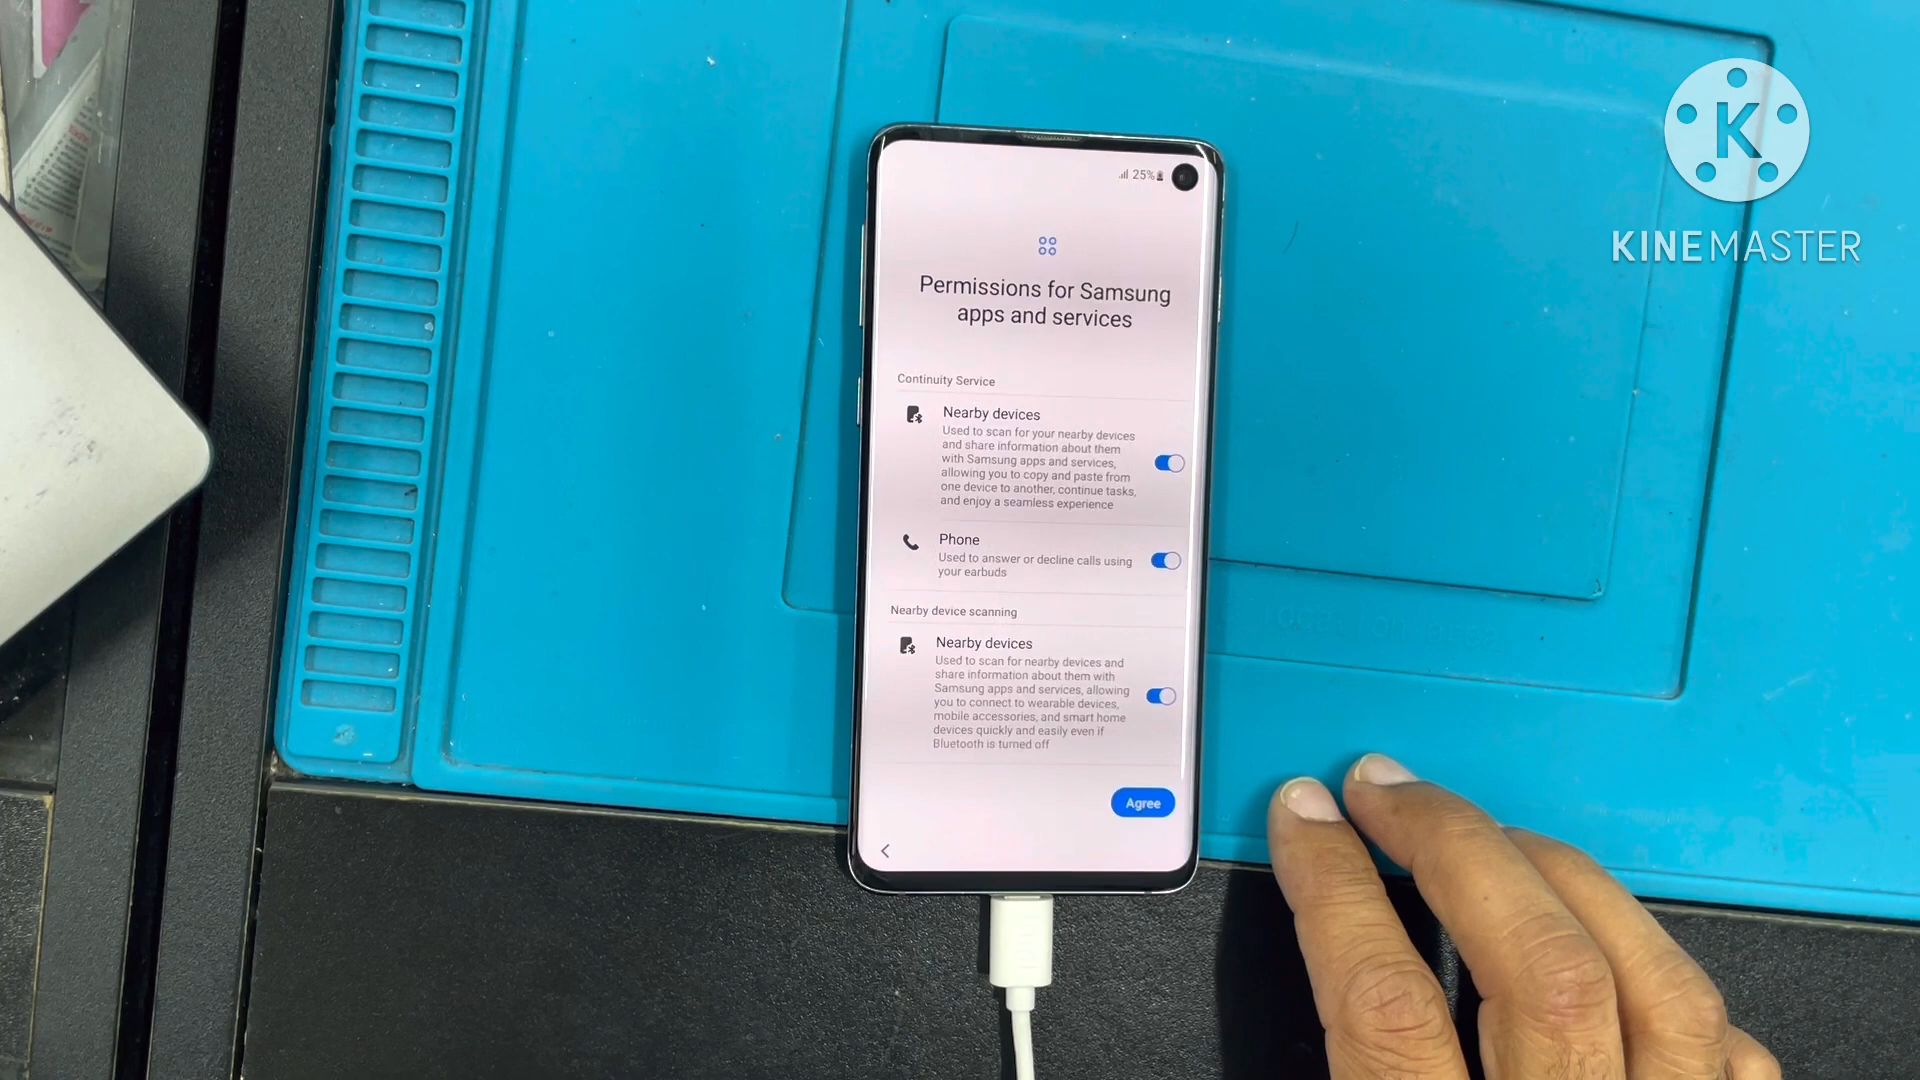 K
KINEMASTER
25%
Permissions for Samsung
apps and services
Continuity Service
Nearby devices
Used to scan for your nearby devices
and share information about them
with Samsung apps and services,
allowing you to copy and paste from
one device to another, continue tasks,
and enjoy a seamless experience
Phone
Used to answer or decline calls using
your earbuds
Nearby device scanning
Nearby devices
Used to scan for nearby devices and
share information about them with
Samsung apps and services, allowing
you to connect to wearable devices,
mobile accessories, and smart home
devices quickly and easily even if
Bluetooth is turned off
Agree